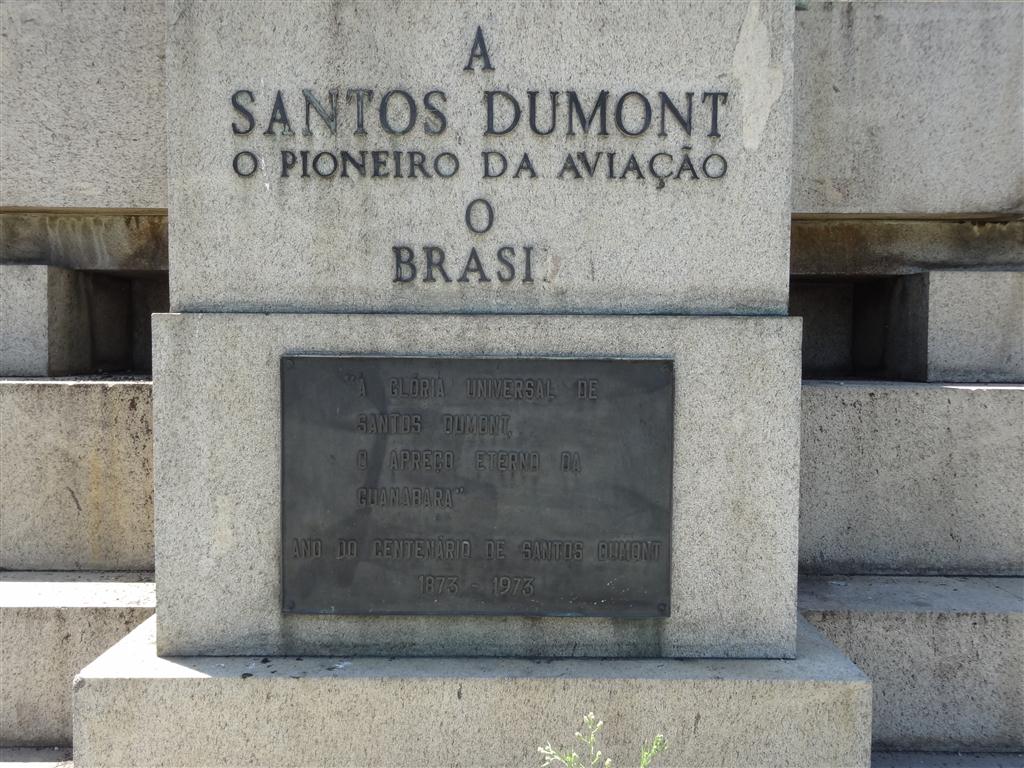 A
SANTOS DUMONT
O PIONEIRO DA AVIAÇÃO
O
BRASI
"À GLÓRIA UNIVERSAL DE
SANTOS DUMONT,
O APREÇO ETERNO DA
GUANABARA"
ANO DO CENTENÁRIO DE SANTOS DUMONT
1873 - 1973